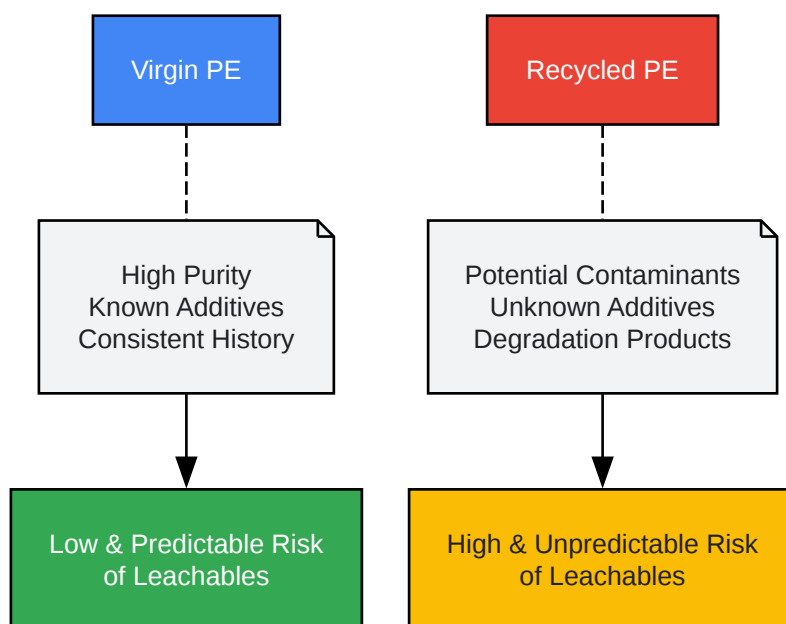 Virgin PE
Recycled PE
High Purity
Known Additives
Consistent History
Potential Contaminants
Unknown Additives
Degradation Products
Low & Predictable Risk
of Leachables
High & Unpredictable Risk
of Leachables